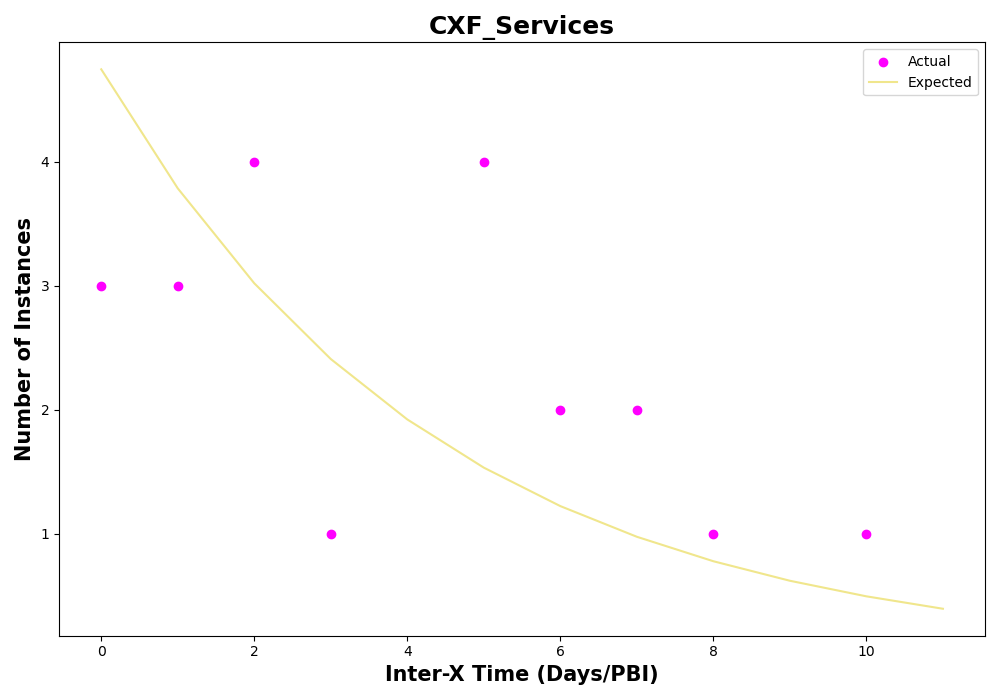 CXF_Services
Actual
Expected
4
3
2
1
Number of Instances
0 2 4 6 8 10
Inter-X Time (Days/PBI)